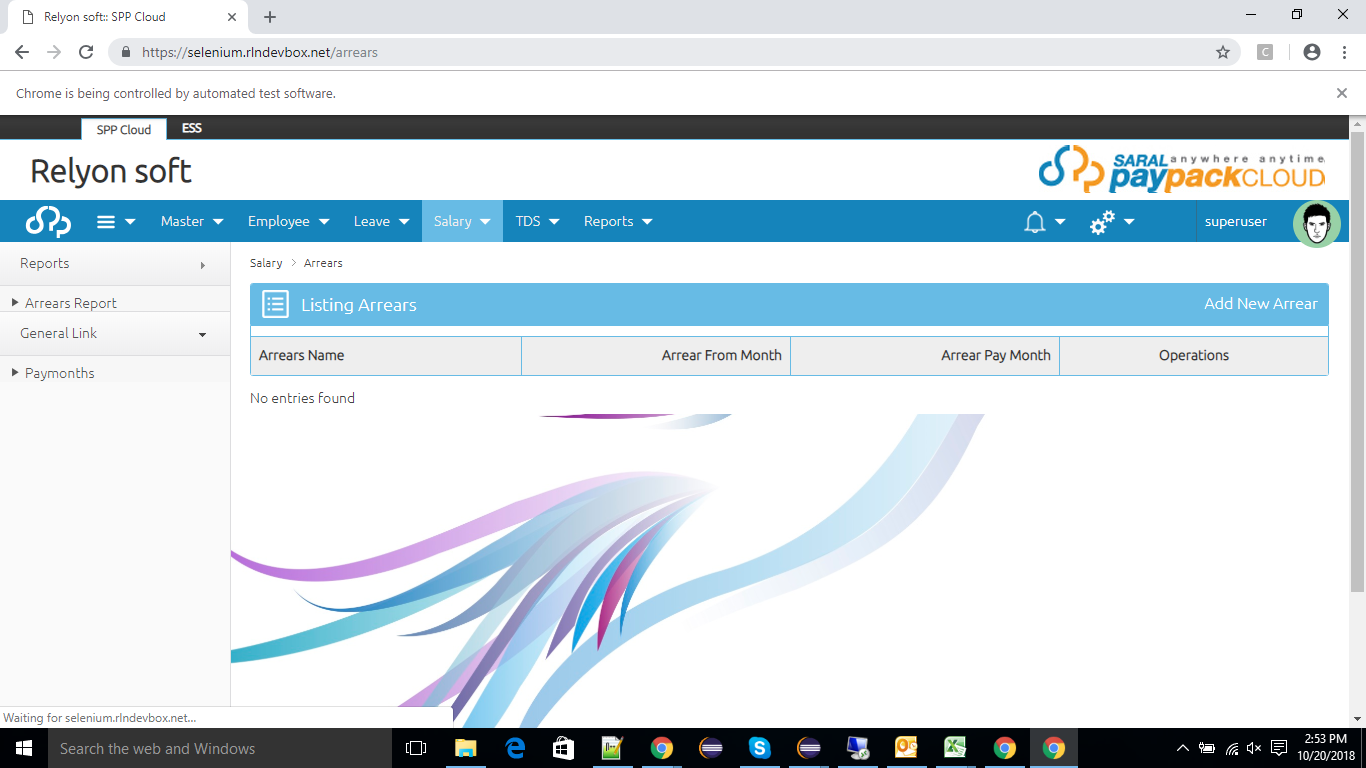 Relyon soft:: SPP Cloud
https://selenium.rlndevbox.net/arrears
C
Chrome is being controlled by automated test software.
SPP Cloud ESS
Relyon soft
SARAL anywhere anytime
paypackCLOUD
Master Employee Leave Salary TDS Reports superuser
Reports
Salary > Arrears
Listing Arrears Add New Arrear
Arrears Report
General Link
Arrears Name Arrear From Month Arrear Pay Month Operations
Paymonths
No entries found
Waiting for selenium.rlndevbox.net...
Search the web and Windows
2:53 PM
10/20/2018